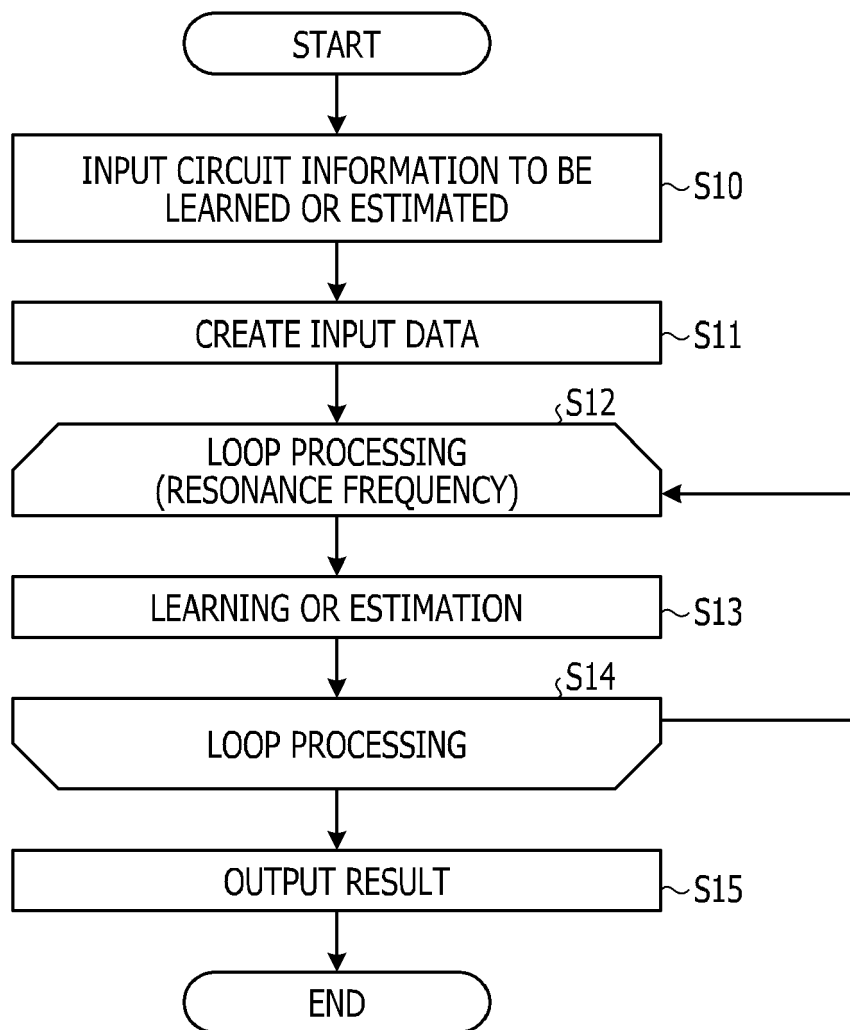 START
INPUT CIRCUIT INFORMATION TO BE
LEARNED OR ESTIMATED
S10
CREATE INPUT DATA
S11
S12
LOOP PROCESSING
(RESONANCE FREQUENCY)
LEARNING OR ESTIMATION
S13
S14
LOOP PROCESSING
OUTPUT RESULT
S15
END